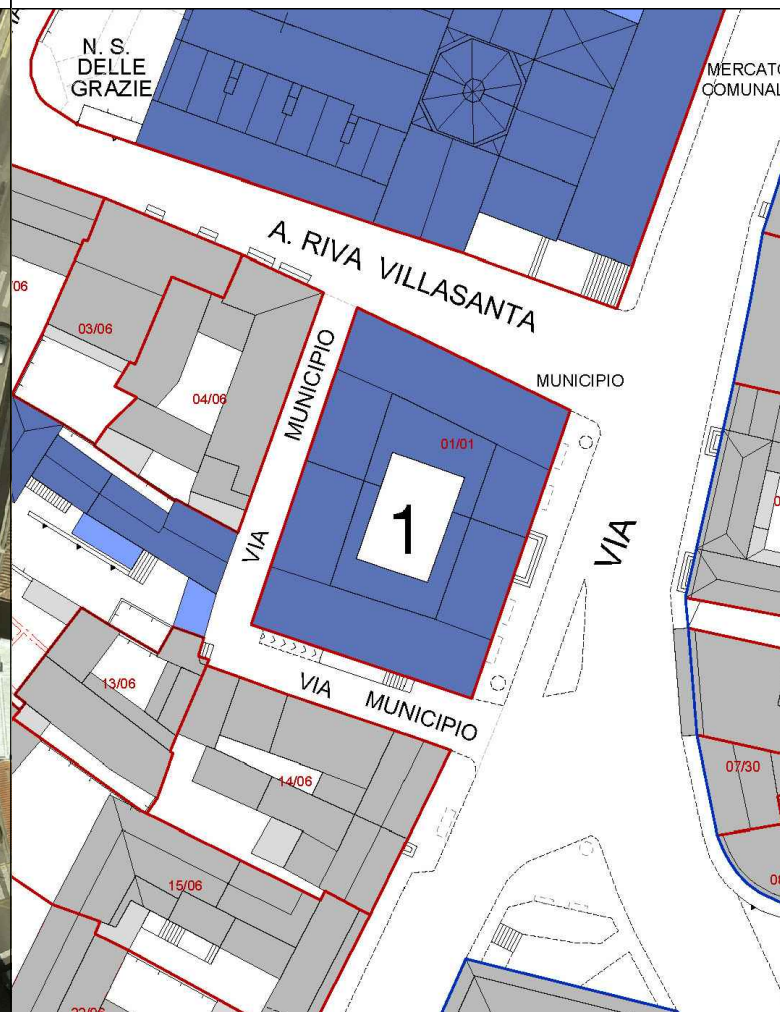 N. S.
DELLE
GRAZIE
MERCATO
COMUNAL
A. RIVA VILLASANTA
/06
03/06
04/06
MUNICIPIO
MUNICIPIO
01/01
1
VIA
VIA
13/06
VIA MUNICIPIO
14/06
07/30
15/06